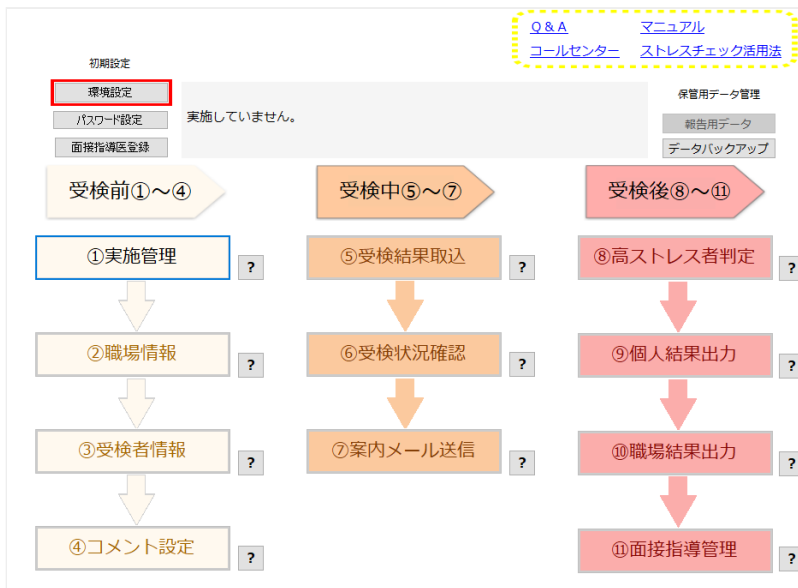 Q＆A
マニュアル
コールセンター
ストレスチェック活用法
初期設定
環境設定
パスワード設定
面接指導医登録
実施していません。
保管用データ管理
報告用データ
データバックアップ
受検前①～④
①実施管理
?
②職場情報
?
③受検者情報
?
④コメント設定
?
受検中⑤～⑦
⑤受検結果取込
?
⑥受検状況確認
?
⑦案内メール送信
?
受検後⑧～⑪
⑧高ストレス者判定
?
⑨個人結果出力
?
⑩職場結果出力
?
⑪面接指導管理
?